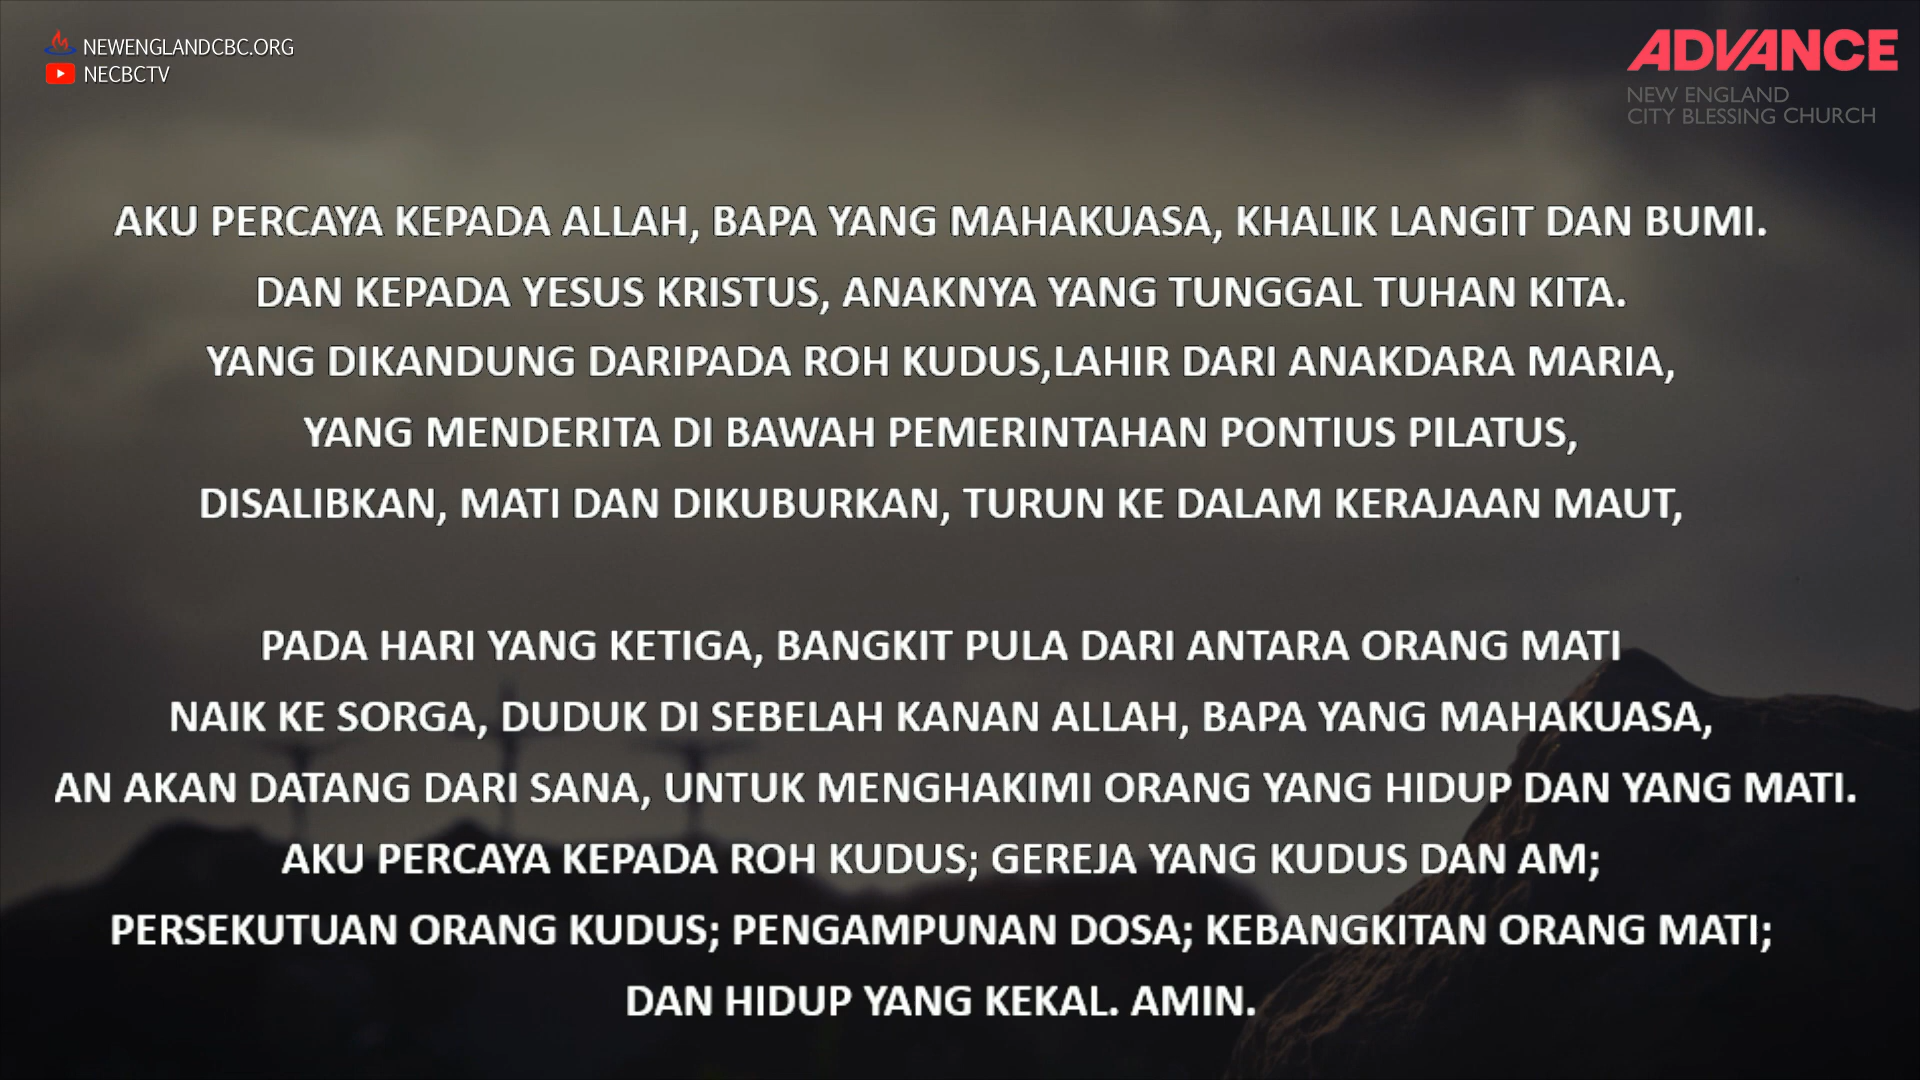 NEWENGLANDCBC.ORG
NECBCTV
ADVANCE
NEW ENGLAND
CITY BLESSING CHURCH
AKU PERCAYA KEPADA ALLAH, BAPA YANG MAHAKUASA, KHALIK LANGIT DAN BUMI.
DAN KEPADA YESUS KRISTUS, ANAKNYA YANG TUNGGAL TUHAN KITA.
YANG DIKANDUNG DARIPADA ROH KUDUS,LAHIR DARI ANAKDARA MARIA,
YANG MENDERITA DI BAWAH PEMERINTAHAN PONTIUS PILATUS,
DISALIBKAN, MATI DAN DIKUBURKAN, TURUN KE DALAM KERAJAAN MAUT,
PADA HARI YANG KETIGA, BANGKIT PULA DARI ANTARA ORANG MATI
NAIK KE SORGA, DUDUK DI SEBELAH KANAN ALLAH, BAPA YANG MAHAKUASA,
AN AKAN DATANG DARI SANA, UNTUK MENGHAKIMI ORANG YANG HIDUP DAN YANG MATI.
AKU PERCAYA KEPADA ROH KUDUS; GEREJA YANG KUDUS DAN AM;
PERSEKUTUAN ORANG KUDUS; PENGAMPUNAN DOSA; KEBANGKITAN ORANG MATI;
DAN HIDUP YANG KEKAL. AMIN.